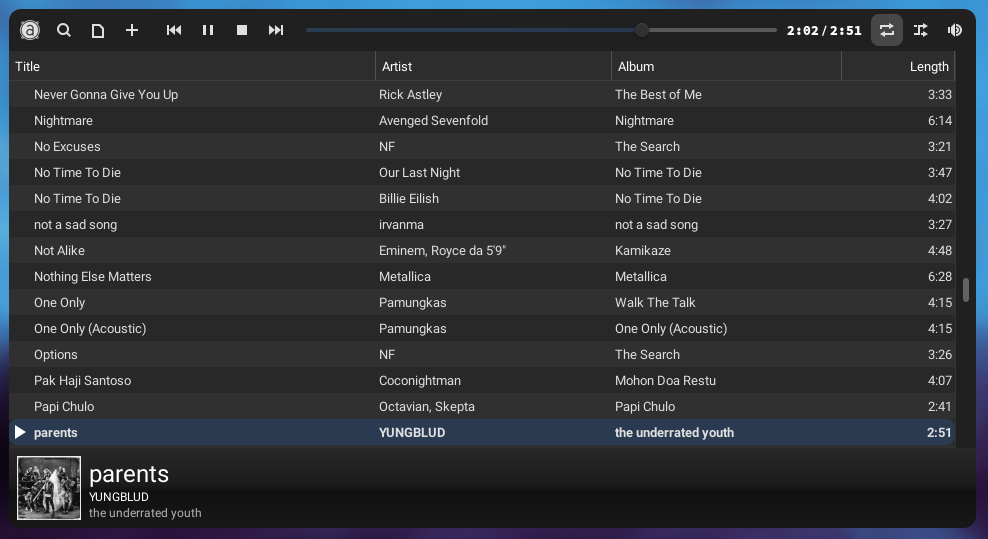 a
2:02/2:51
Title Artist Album Length
Never Gonna Give You Up Rick Astley The Best of Me 3:33
Nightmare Avenged Sevenfold Nightmare 6:14
No Excuses NF The Search 3:21
No Time To Die Our Last Night No Time To Die 3:47
No Time To Die Billie Eilish No Time To Die 4:02
not a sad song irvanma not a sad song 3:27
Not Alike Eminem, Royce da 5'9" Kamikaze 4:48
Nothing Else Matters Metallica Metallica 6:28
One Only Pamungkas Walk The Talk 4:15
One Only (Acoustic) Pamungkas One Only (Acoustic) 4:15
Options NF The Search 3:26
Pak Haji Santoso Coconightman Mohon Doa Restu 4:07
Papi Chulo Octavian, Skepta Papi Chulo 2:41
parents YUNGBLUD the underrated youth 2:51
parents
YUNGBLUD
the underrated youth